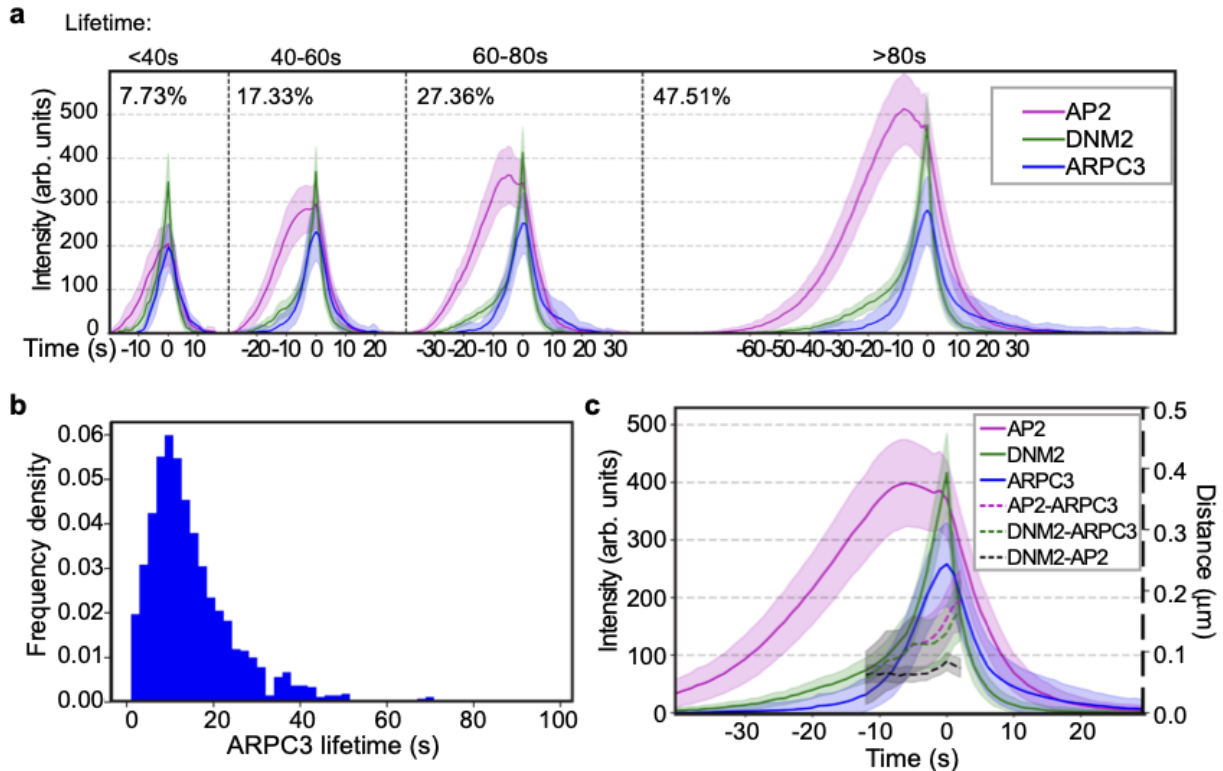 a
Lifetime:
<40s 40-60s 60-80s >80s
7.73% 17.33% 27.36% 47.51%
AP2
DNM2
ARPC3
Intensity (arb. units)
500
400
300
200
100
0
Time (s) -10 0 10 -20-10 0 10 20 -30-20-10 0 10 20 30 -60-50-40-30-20-10 0 10 20 30
b
Frequency density
0.06
0.05
0.04
0.03
0.02
0.01
0.00
0 20 40 60 80 100
ARPC3 lifetime (s)
c
Intensity (arb. units)
500
400
300
200
100
0
AP2
DNM2
ARPC3
AP2-ARPC3
DNM2-ARPC3
DNM2-AP2
0.5
0.4
0.3
0.2
0.1
0.0
Distance (μm)
-30 -20 -10 0 10 20
Time (s)